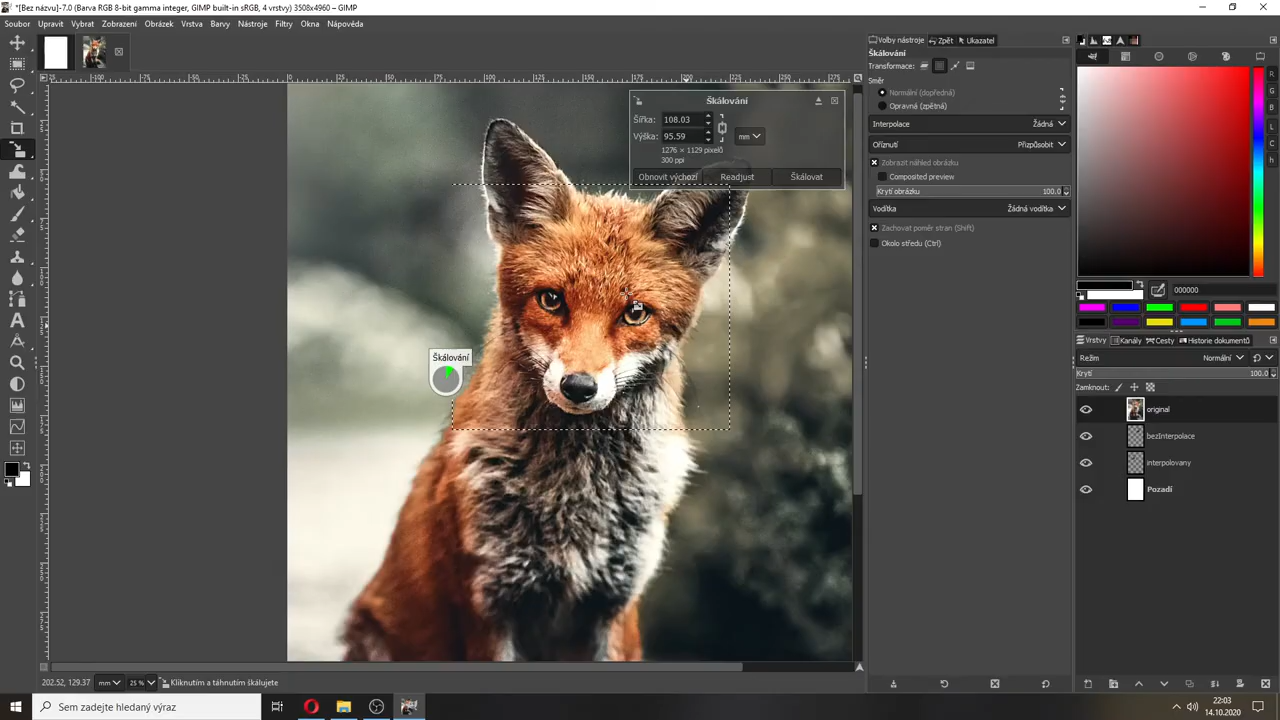 *[Bez názvu]-7.0 (Barva RGB 8-bit gamma integer, GIMP built-in sRGB, 4 vrstvy) 3508x4960 – GIMP
Soubor Upravit Vybrat Zobrazení Obrázek Vrstva Barvy Nástroje Filtry Okna Nápověda
Škálování
Šířka: 108.03
Výška: 95.59
mm
1276 × 1129 pixelů
300 ppi
Obnovit výchozí Readjust Škálovat
Škálování
202.52, 129.37 mm 25 % Kliknutím a táhnutím škálujete
Volby nástroje Zpět Ukazatel
Škálování
Transformace:
Směr
Normální (dopředná)
Opravná (zpětná)
Interpolace Žádná
Oříznutí Přizpůsobit
Zobrazit náhled obrázku
Composited preview
Krytí obrázku 100.0
Vodítka Žádná vodítka
Zachovat poměr stran (Shift)
Okolo středu (Ctrl)
R
G
B
L
C
h
000000
Vrstvy Kanály Cesty Historie dokumentů
Režim Normální
Krytí 100.0
Zamknout:
original
bezInterpolace
interpolovany
Pozadí
Sem zadejte hledaný výraz
22:03
14.10.2020